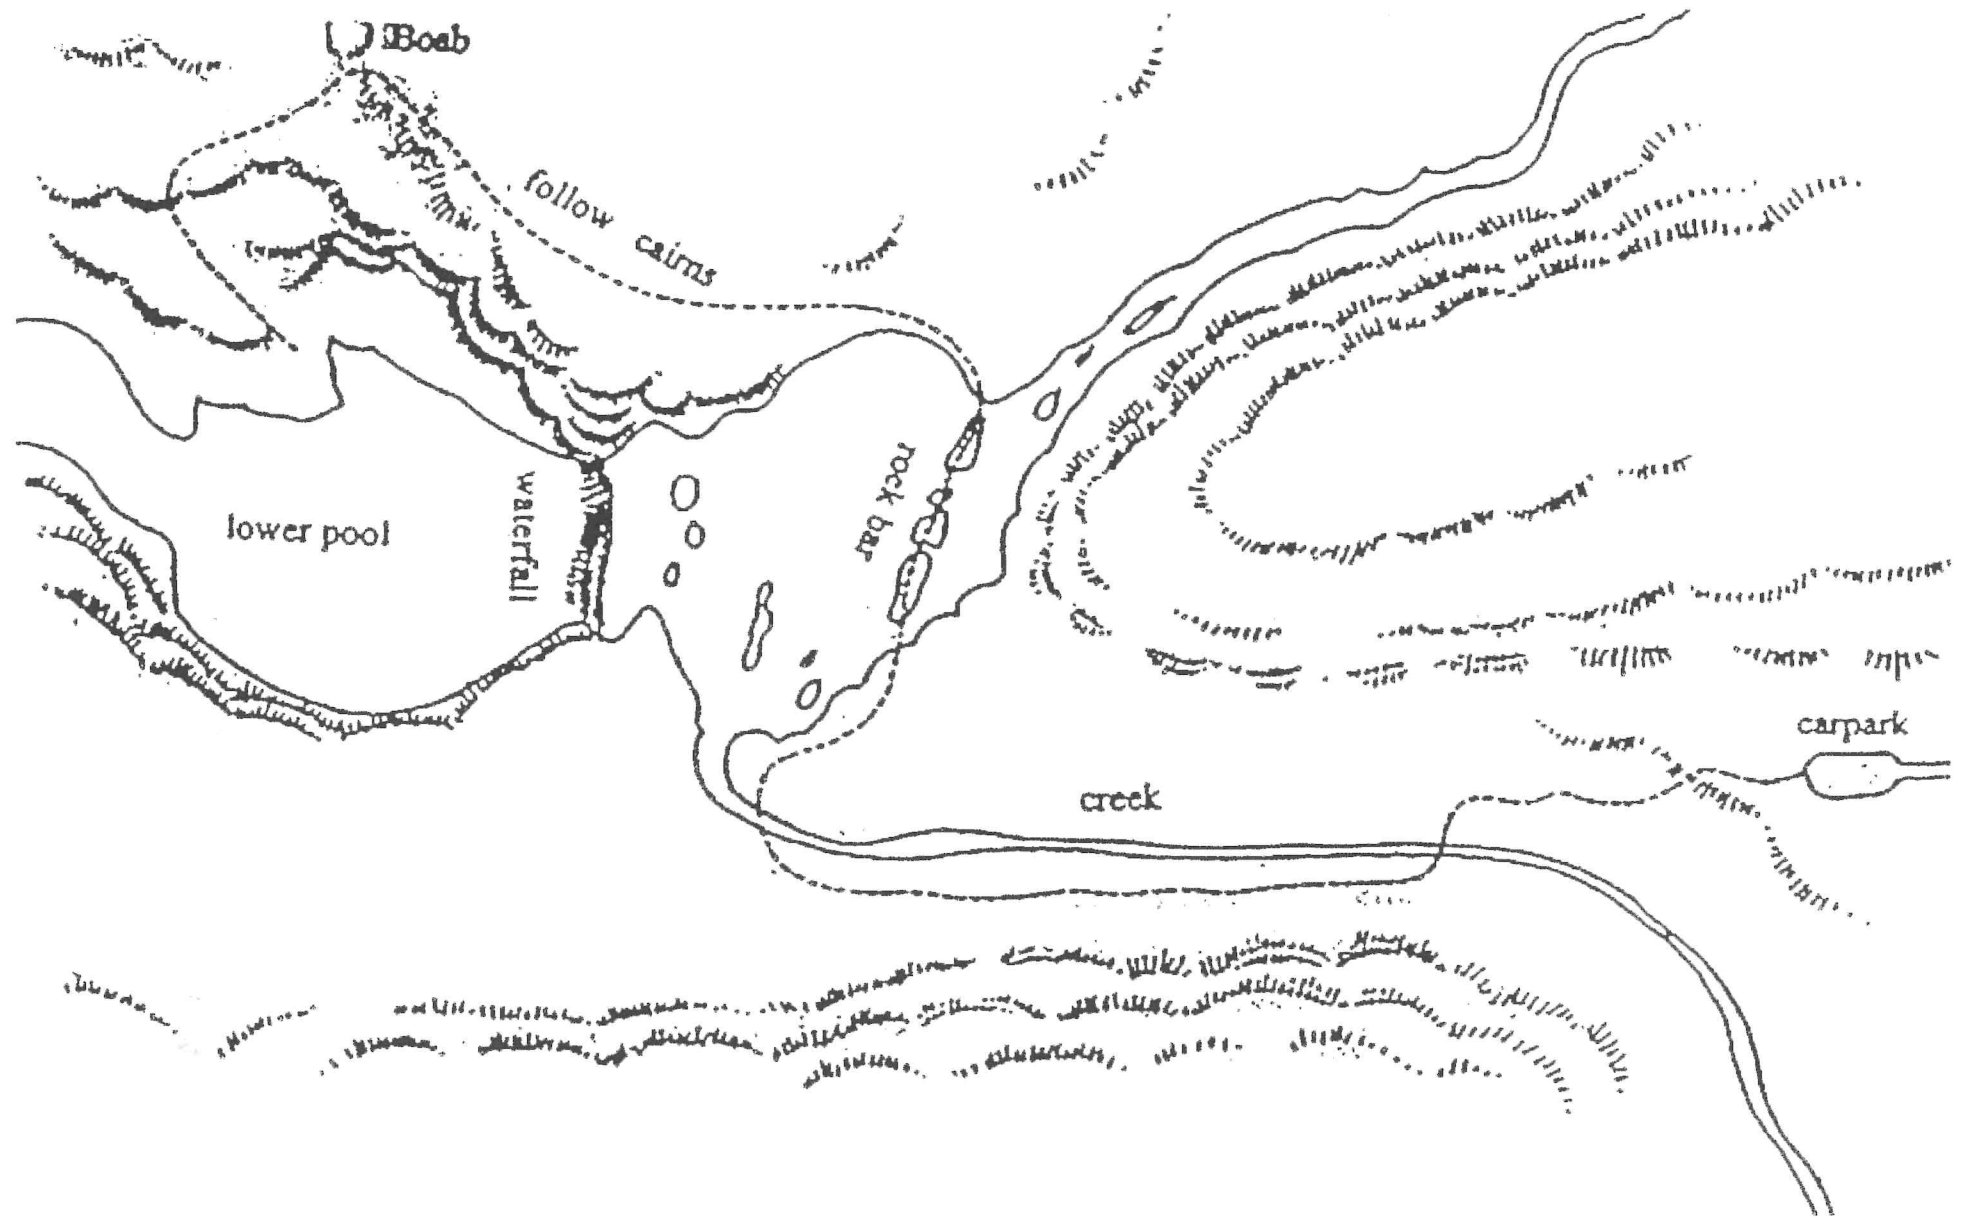 Boab
follow cairns
rock bar
waterfall
lower pool
carpark
creek